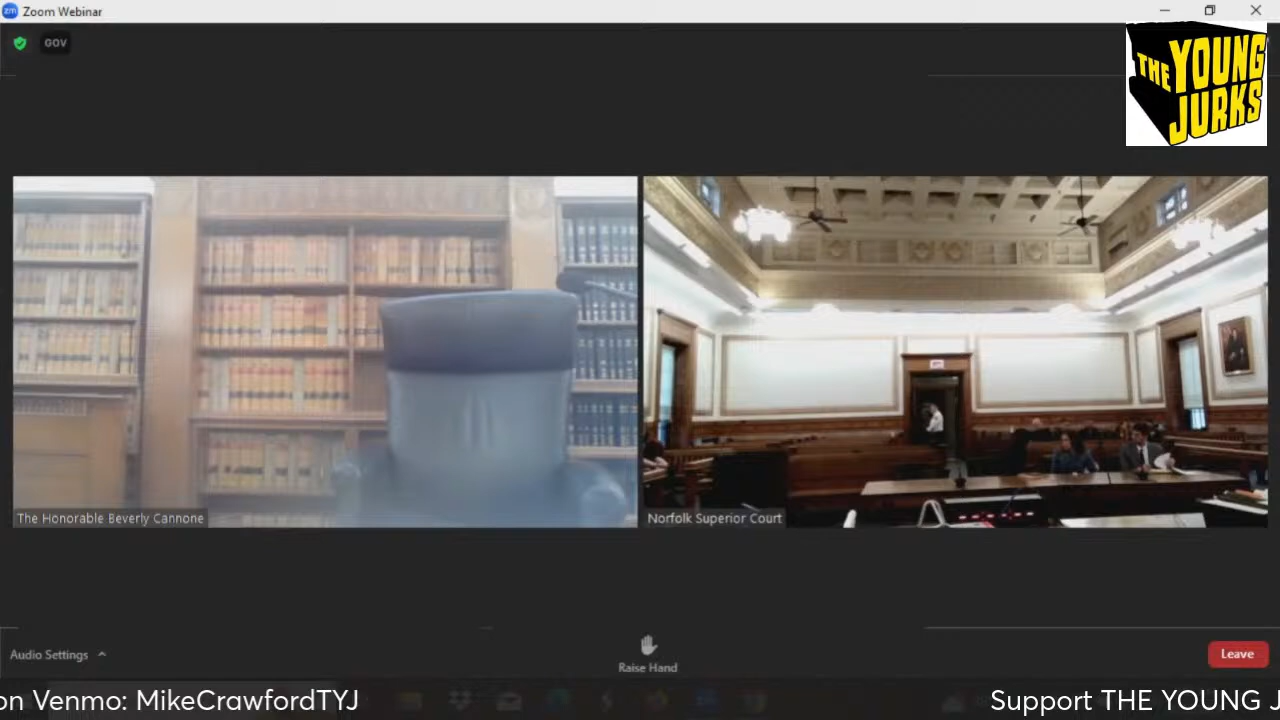 Zoom Webinar
GOV
THE YOUNG JURKS
The Honorable Beverly Cannone
Norfolk Superior Court
Audio Settings
Raise Hand
Leave
on Venmo: MikeCrawfordTYJ
Support THE YOUNG J